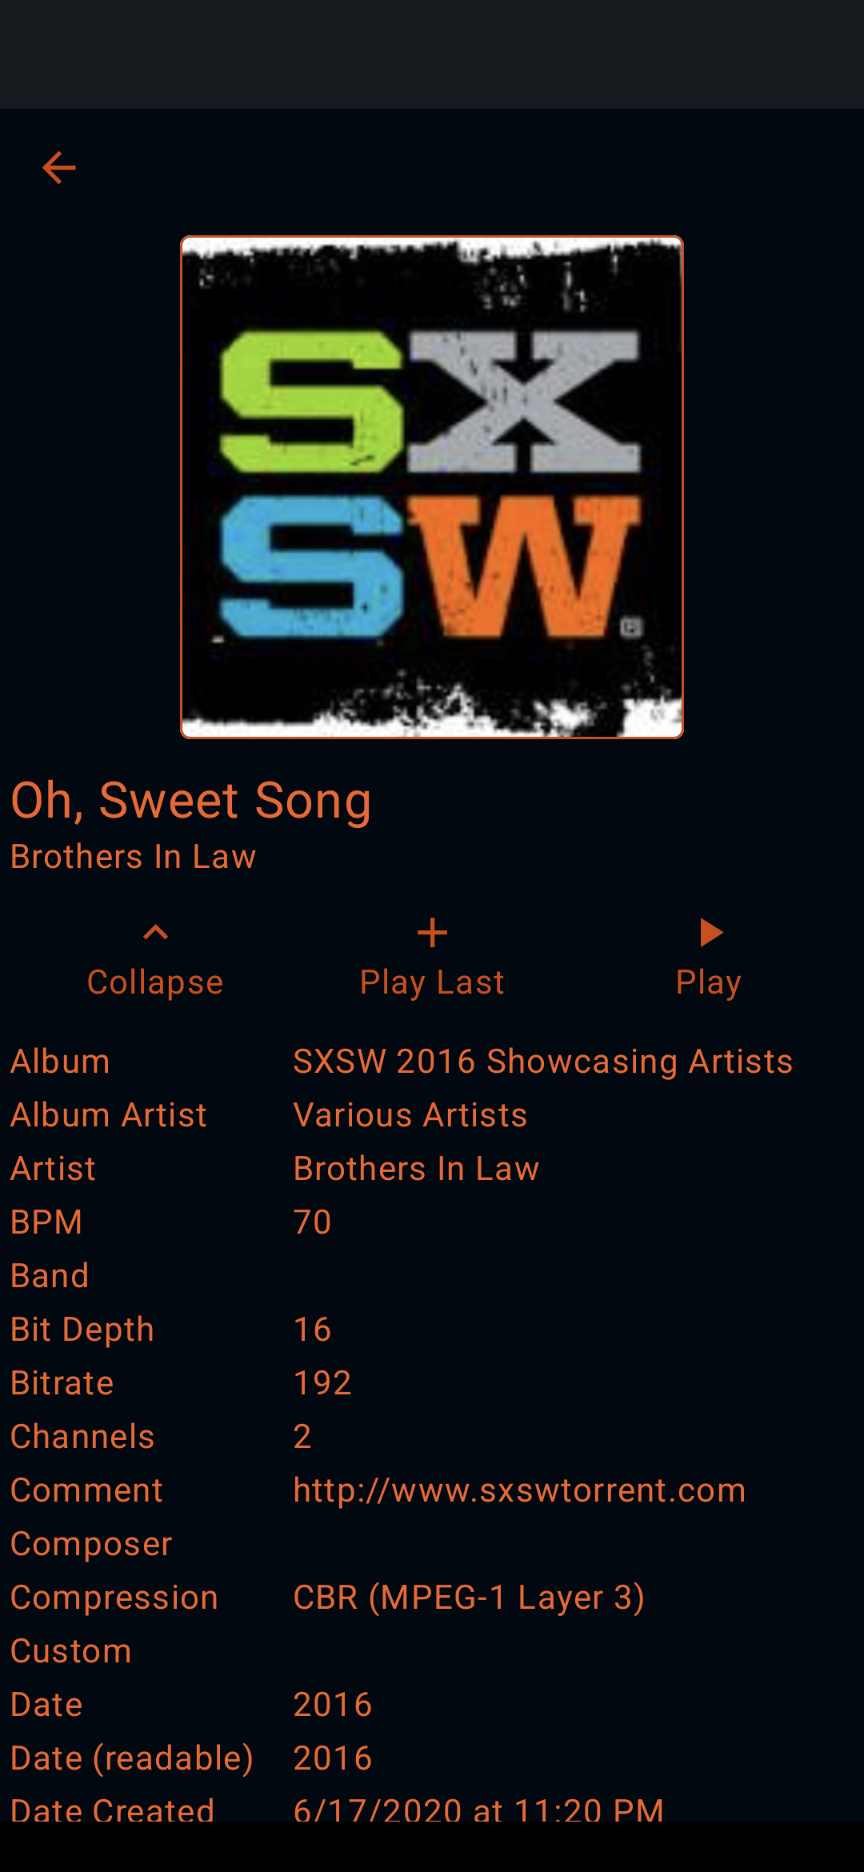 SX
SW
Oh, Sweet Song
Brothers In Law
Collapse Play Last Play
Album SXSW 2016 Showcasing Artists
Album Artist Various Artists
Artist Brothers In Law
BPM 70
Band
Bit Depth 16
Bitrate 192
Channels 2
Comment http://www.sxswtorrent.com
Composer
Compression CBR (MPEG-1 Layer 3)
Custom
Date 2016
Date (readable) 2016
Date Created 6/17/2020 at 11:20 PM